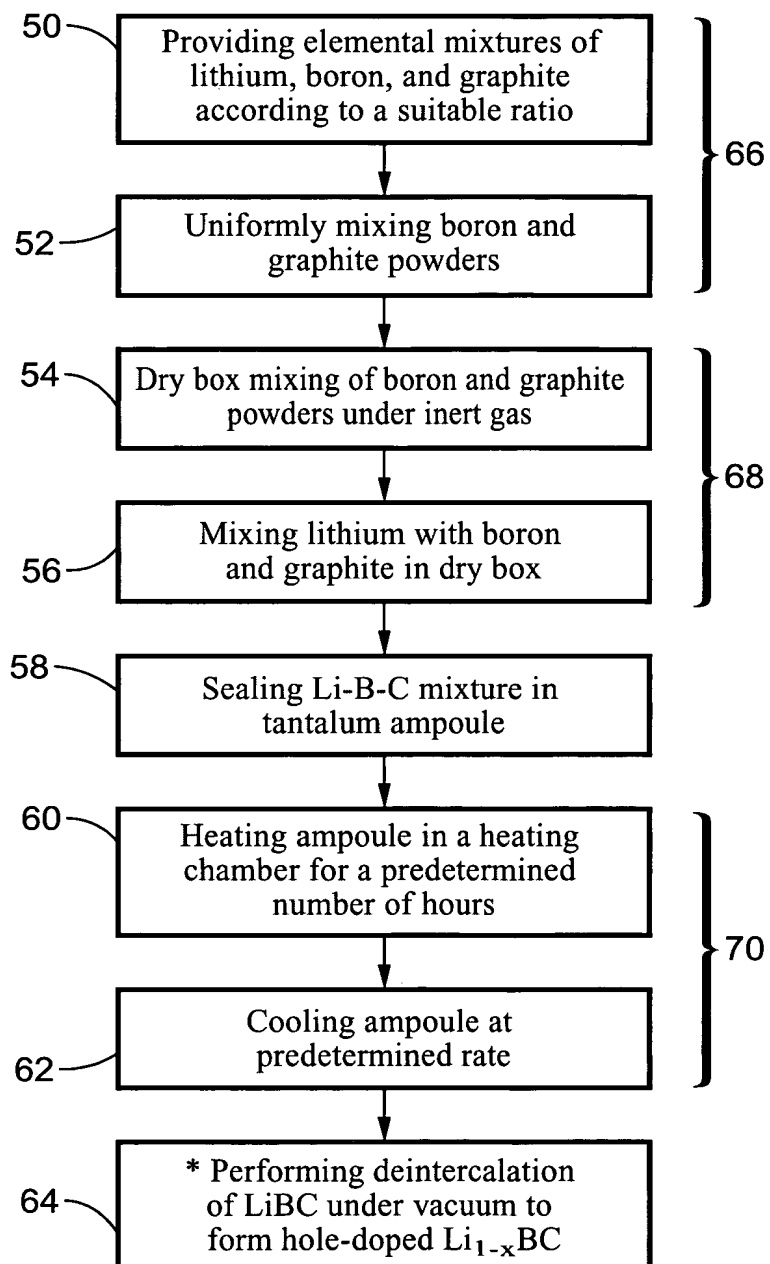 50
Providing elemental mixtures of
lithium, boron, and graphite
according to a suitable ratio
66
52
Uniformly mixing boron and
graphite powders
54
Dry box mixing of boron and graphite
powders under inert gas
68
56
Mixing lithium with boron
and graphite in dry box
58
Sealing Li-B-C mixture in
tantalum ampoule
60
Heating ampoule in a heating
chamber for a predetermined
number of hours
70
62
Cooling ampoule at
predetermined rate
64
* Performing deintercalation
of LiBC under vacuum to
form hole-doped Li₁₋ₓBC